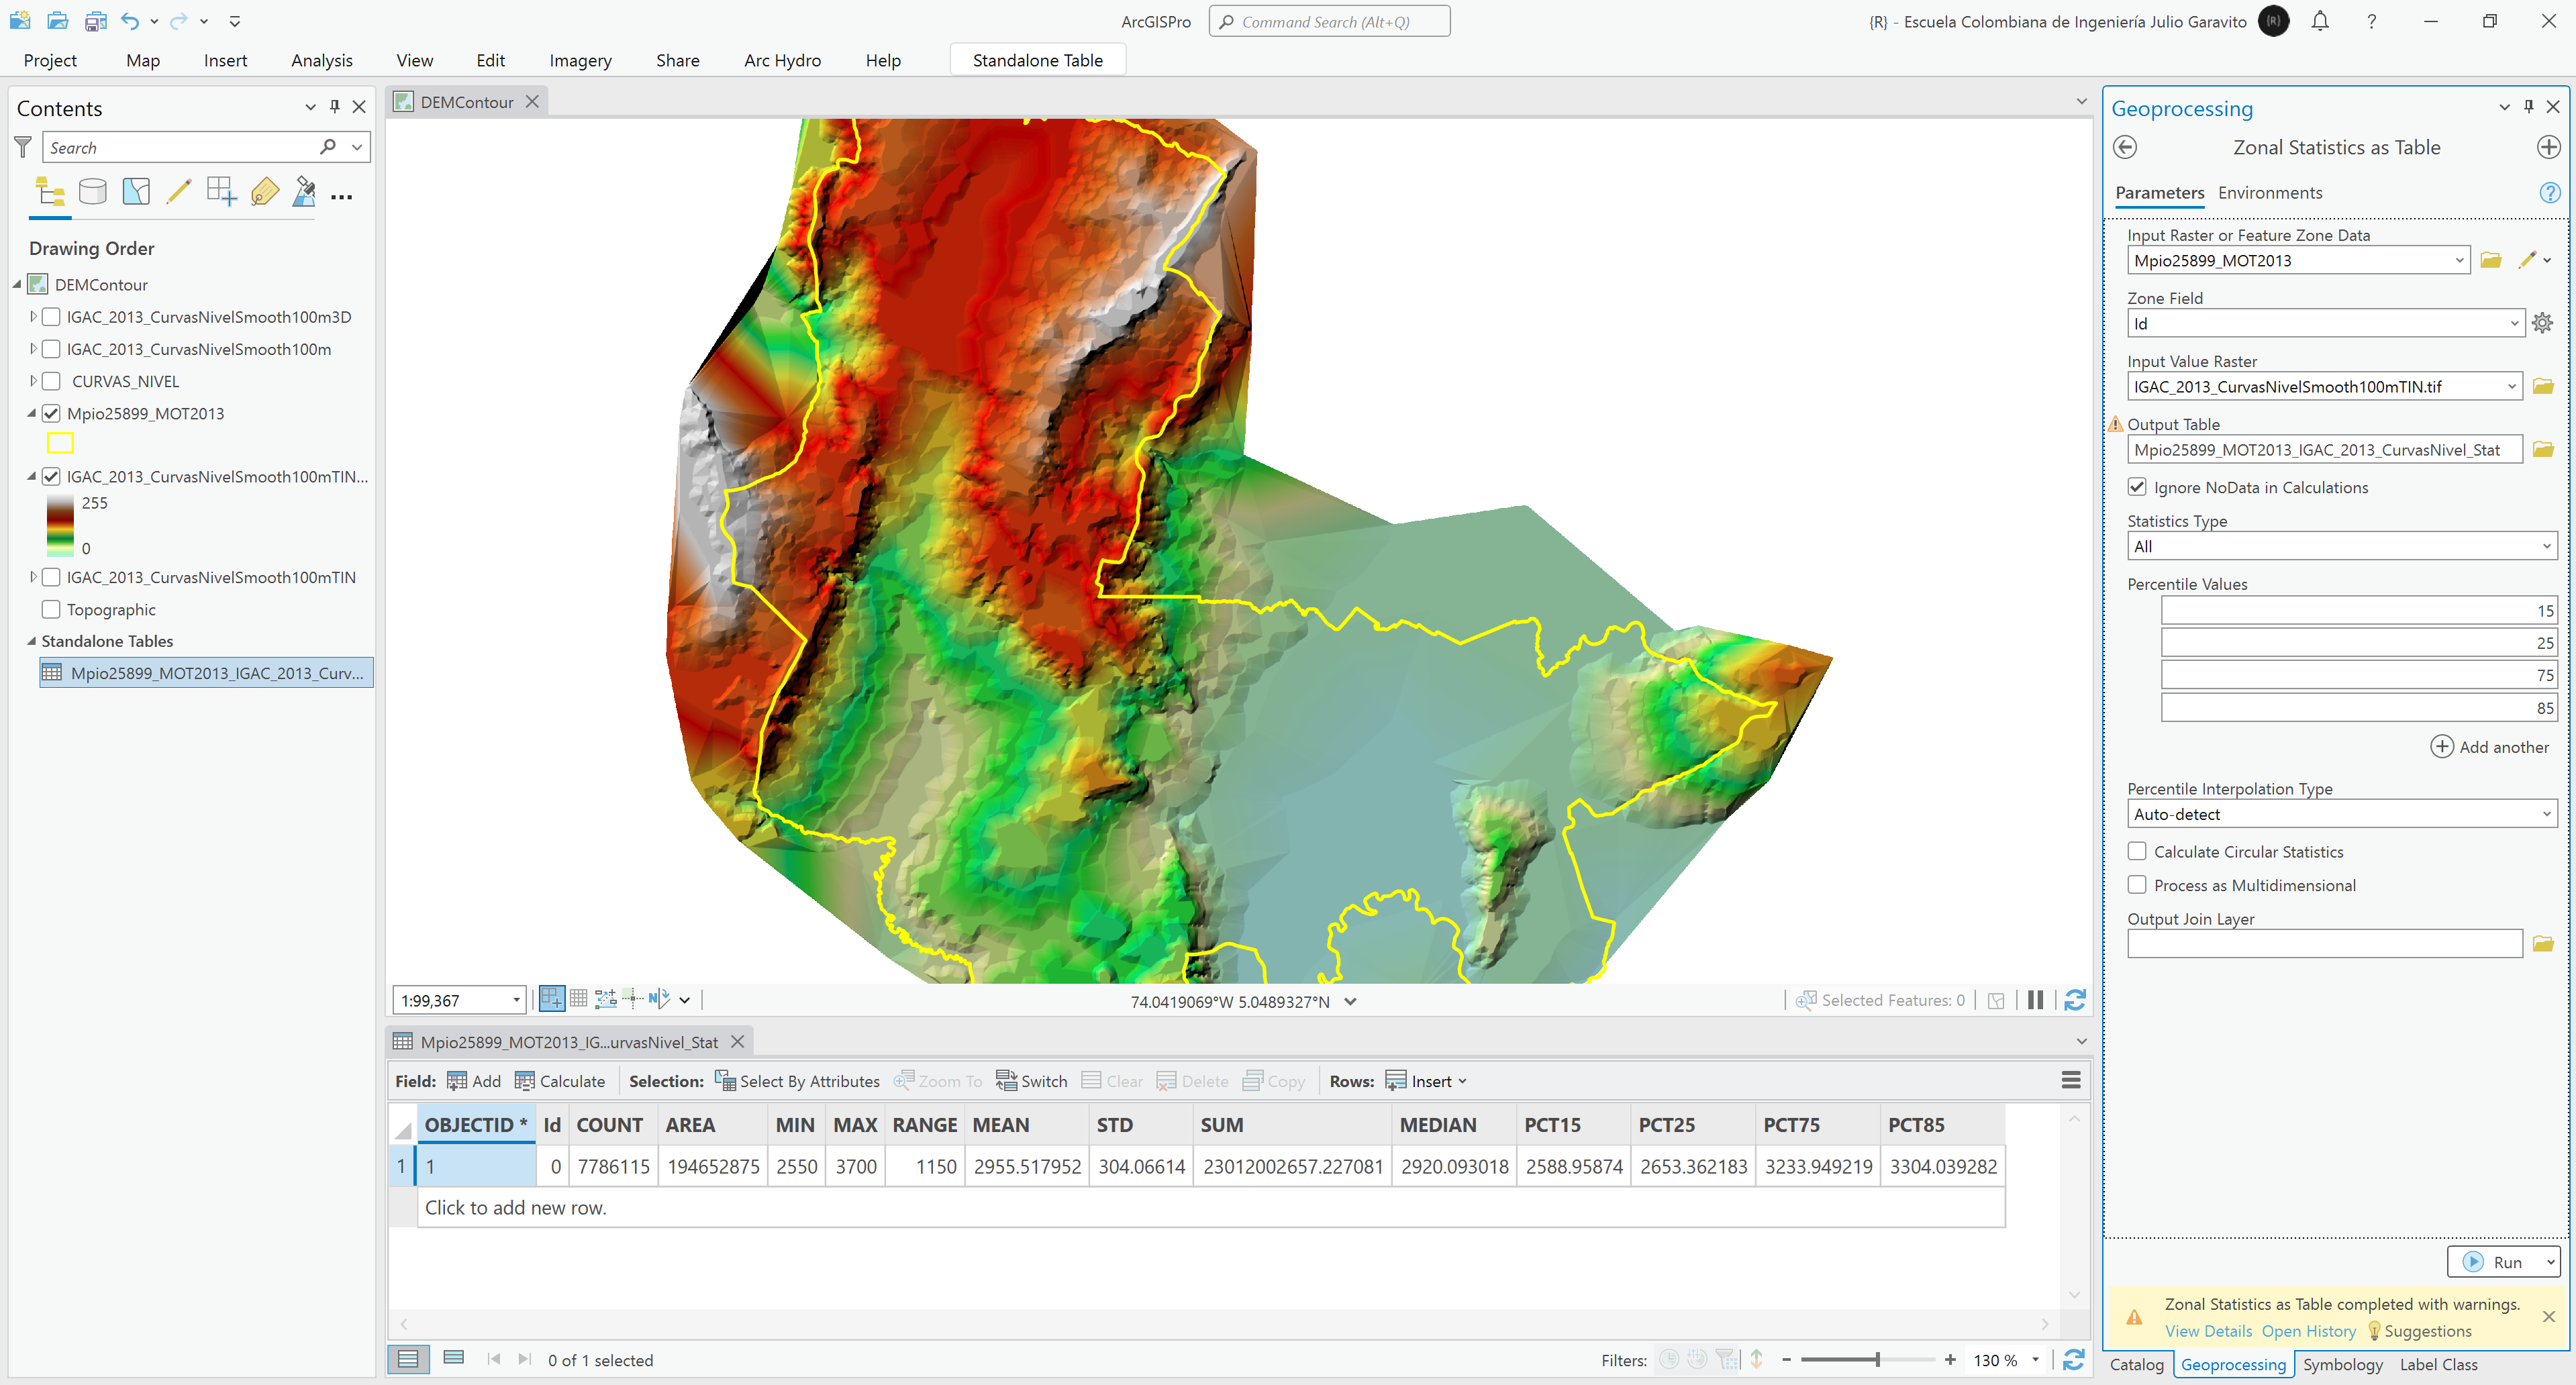 ArcGISPro
Command Search (Alt+Q)
{R} - Escuela Colombiana de Ingeniería Julio Garavito
{R}
?
Project Map Insert Analysis View Edit Imagery Share Arc Hydro Help Standalone Table
Contents
Search
Drawing Order
DEMContour
IGAC_2013_CurvasNivelSmooth100m3D
IGAC_2013_CurvasNivelSmooth100m
CURVAS_NIVEL
Mpio25899_MOT2013
IGAC_2013_CurvasNivelSmooth100mTIN...
255
0
IGAC_2013_CurvasNivelSmooth100mTIN
Topographic
Standalone Tables
Mpio25899_MOT2013_IGAC_2013_Curv...
DEMContour
1:99,367
74.0419069°W 5.0489327°N
Selected Features: 0
Mpio25899_MOT2013_IG...urvasNivel_Stat
Field: Add Calculate Selection: Select By Attributes Zoom To Switch Clear Delete Copy Rows: Insert
OBJECTID * Id COUNT AREA MIN MAX RANGE MEAN STD SUM MEDIAN PCT15 PCT25 PCT75 PCT85
1 1 0 7786115 194652875 2550 3700 1150 2955.517952 304.06614 23012002657.227081 2920.093018 2588.95874 2653.362183 3233.949219 3304.039282
Click to add new row.
0 of 1 selected
Filters:
130 %
Geoprocessing
Zonal Statistics as Table
Parameters Environments
?
Input Raster or Feature Zone Data
Mpio25899_MOT2013
Zone Field
Id
Input Value Raster
IGAC_2013_CurvasNivelSmooth100mTIN.tif
Output Table
Mpio25899_MOT2013_IGAC_2013_CurvasNivel_Stat
Ignore NoData in Calculations
Statistics Type
All
Percentile Values
15
25
75
85
Add another
Percentile Interpolation Type
Auto-detect
Calculate Circular Statistics
Process as Multidimensional
Output Join Layer
Run
Zonal Statistics as Table completed with warnings.
View Details Open History Suggestions
Catalog Geoprocessing Symbology Label Class